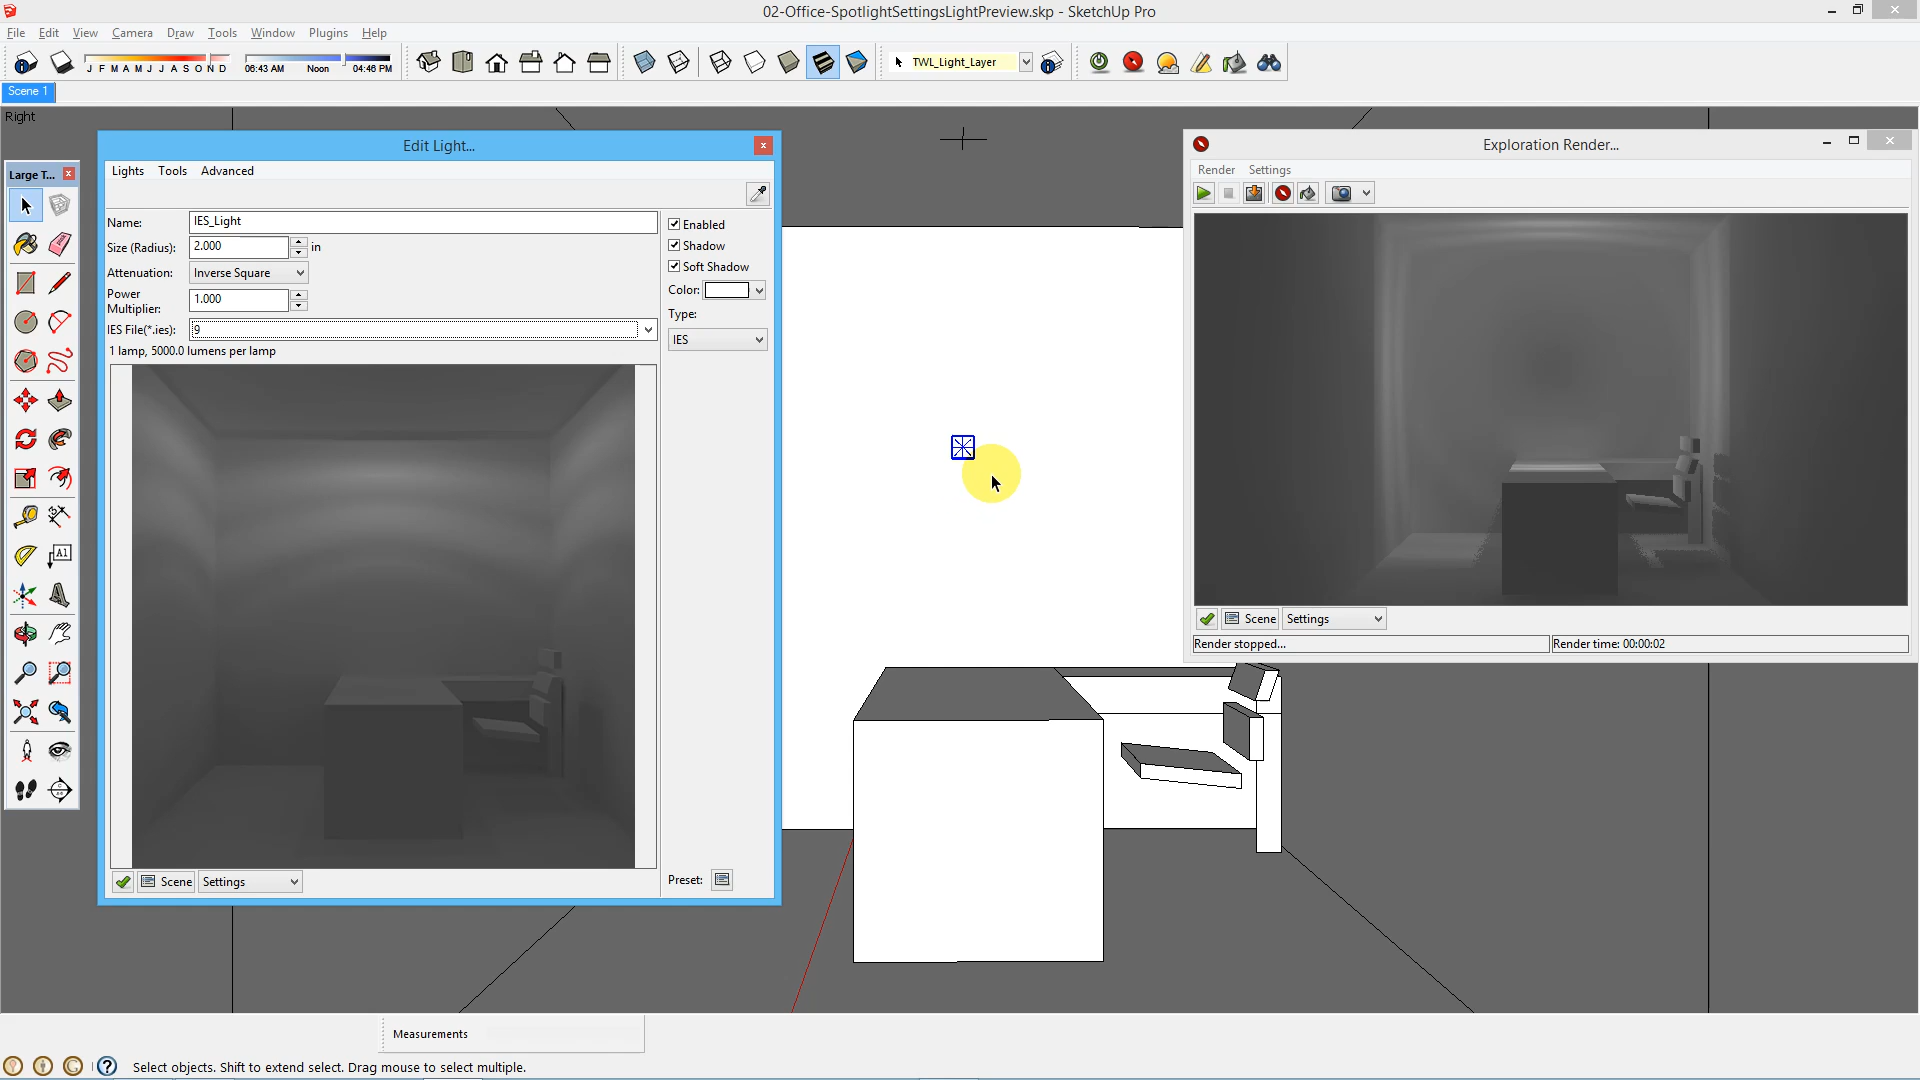 02-Office-SpotlightSettingsLightPreview.skp - SketchUp Pro
File Edit View Camera Draw Tools Window Plugins Help
J F M A M J J A S O N D
06:43 AM Noon 04:46 PM
TWL_Light_Layer
Scene 1
Right
Large T...
Edit Light...
Lights Tools Advanced
Name: IES_Light
Size (Radius): 2.000 in
Attenuation: Inverse Square
Power Multiplier: 1.000
IES File(*.ies): 9
1 lamp, 5000.0 lumens per lamp
Enabled
Shadow
Soft Shadow
Color:
Type:
IES
Scene Settings
Preset:
Exploration Render...
Render Settings
Scene Settings
Render stopped... Render time: 00:00:02
A1
Measurements
Select objects. Shift to extend select. Drag mouse to select multiple.